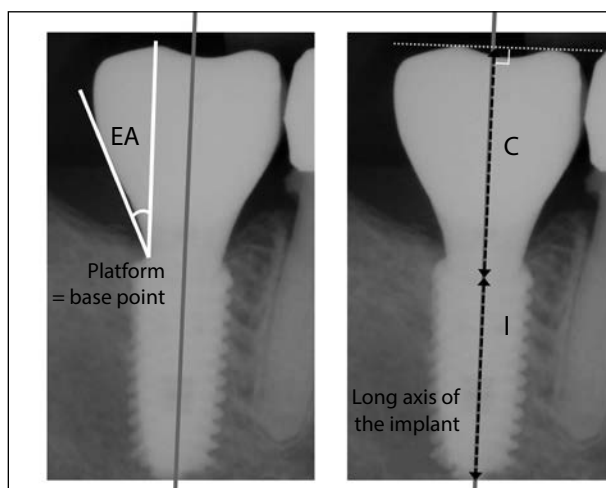 EA
Platform
= base point
C
I
Long axis of
the implant